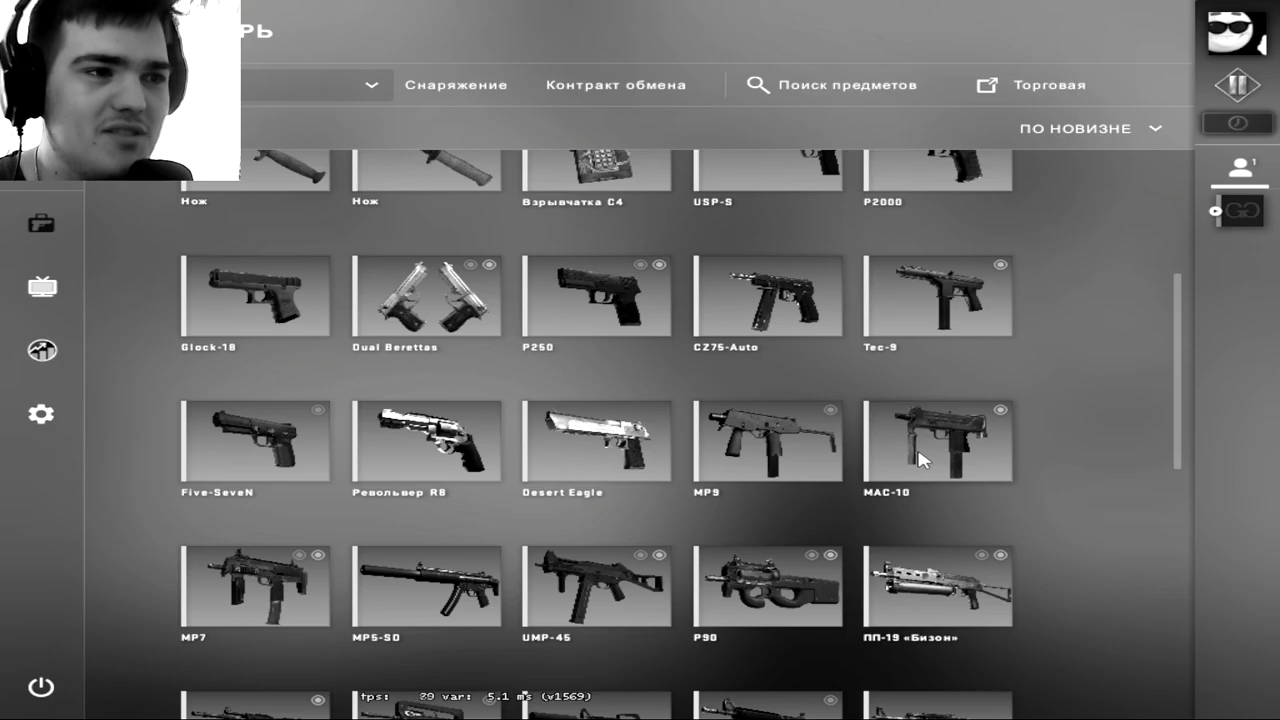 РЬ
Снаряжение Контракт обмена Поиск предметов Торговая
ПО НОВИЗНЕ
Нож Нож Взрывчатка C4 USP-S P2000
Glock-18 Dual Berettas P250 CZ75-Auto Tec-9
Five-SeveN Револьвер R8 Desert Eagle MP9 MAC-10
MP7 MP5-SD UMP-45 P90 ПП-19 «Бизон»
fps: 79 var: 5.1 ms (v1569)
1